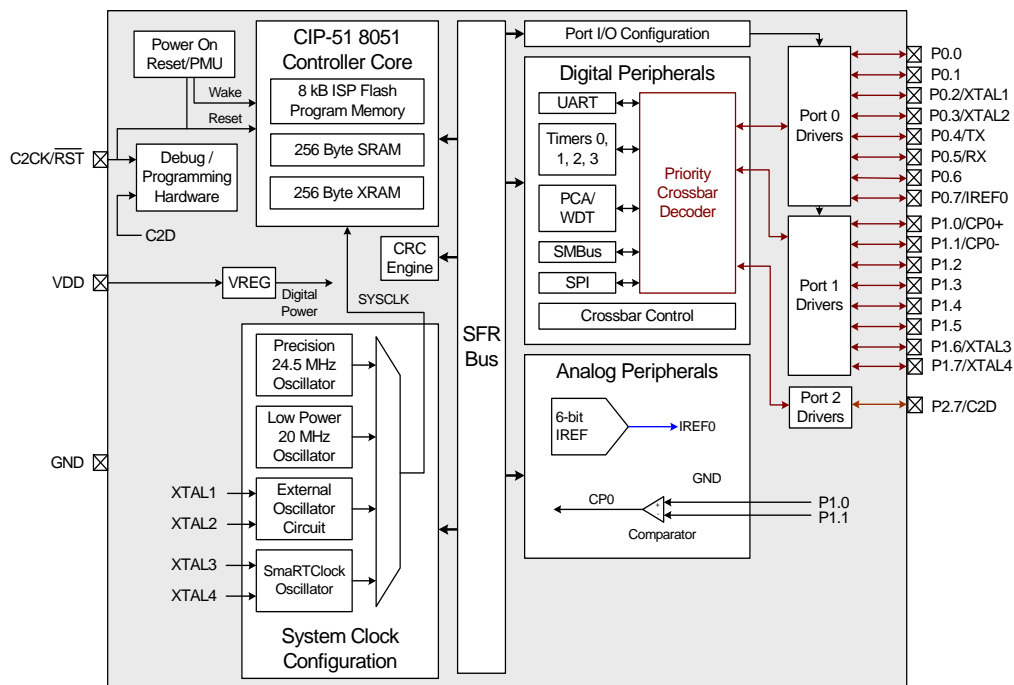 Power On
Reset/PMU
Wake
Reset
C2CK/RST
Debug /
Programming
Hardware
C2D
VDD
VREG
Digital
Power
GND
CIP-51 8051
Controller Core
8 kB ISP Flash
Program Memory
256 Byte SRAM
256 Byte XRAM
CRC
Engine
SYSCLK
Precision
24.5 MHz
Oscillator
Low Power
20 MHz
Oscillator
XTAL1
XTAL2
External
Oscillator
Circuit
XTAL3
XTAL4
SmaRTClock
Oscillator
System Clock
Configuration
SFR
Bus
Port I/O Configuration
Digital Peripherals
UART
Timers 0,
1, 2, 3
PCA/
WDT
SMBus
SPI
Priority
Crossbar
Decoder
Crossbar Control
Analog Peripherals
6-bit
IREF
IREF0
GND
CP0
+
-
Comparator
P1.0
P1.1
Port 0
Drivers
Port 1
Drivers
Port 2
Drivers
P0.0
P0.1
P0.2/XTAL1
P0.3/XTAL2
P0.4/TX
P0.5/RX
P0.6
P0.7/IREF0
P1.0/CP0+
P1.1/CP0-
P1.2
P1.3
P1.4
P1.5
P1.6/XTAL3
P1.7/XTAL4
P2.7/C2D